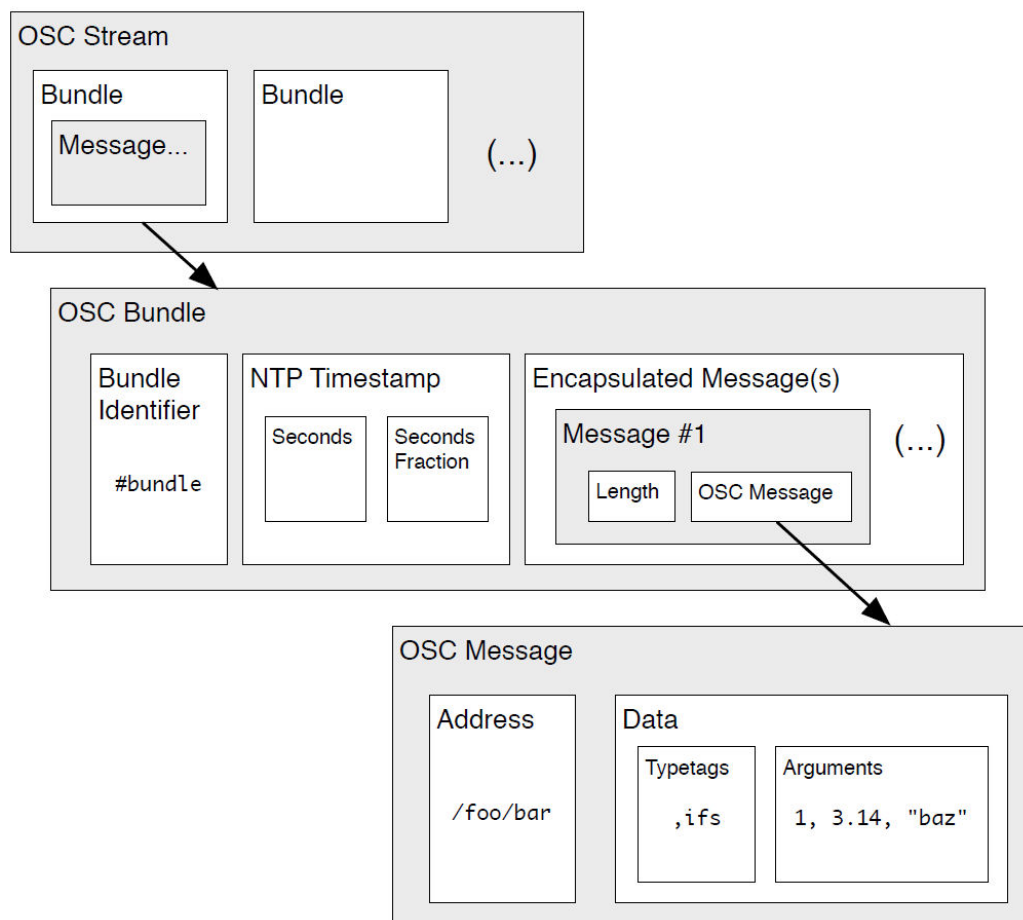 OSC Stream
Bundle
Message...
Bundle
(...)
OSC Bundle
Bundle
Identifier
#bundle
NTP Timestamp
Seconds
Seconds
Fraction
Encapsulated Message(s)
Message #1
Length
OSC Message
(...)
OSC Message
Address
/foo/bar
Data
Typetags
,ifs
Arguments
1, 3.14, "baz"